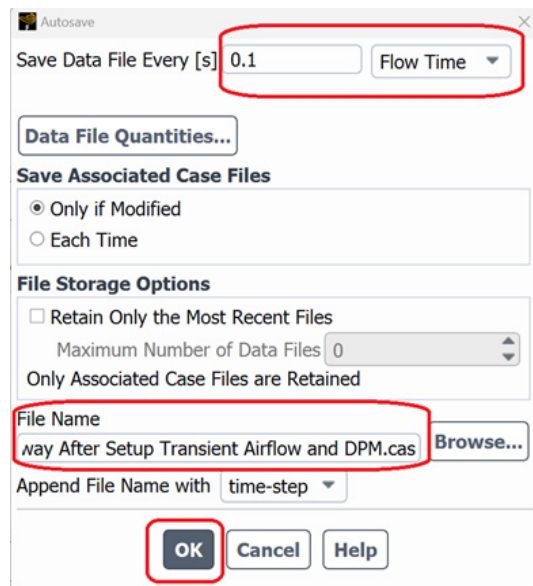 Autosave
Save Data File Every [s] 0.1 Flow Time
Data File Quantities...
Save Associated Case Files
Only if Modified
Each Time
File Storage Options
Retain Only the Most Recent Files
Maximum Number of Data Files 0
Only Associated Case Files are Retained
File Name
way After Setup Transient Airflow and DPM.cas Browse...
Append File Name with time-step
OK Cancel Help